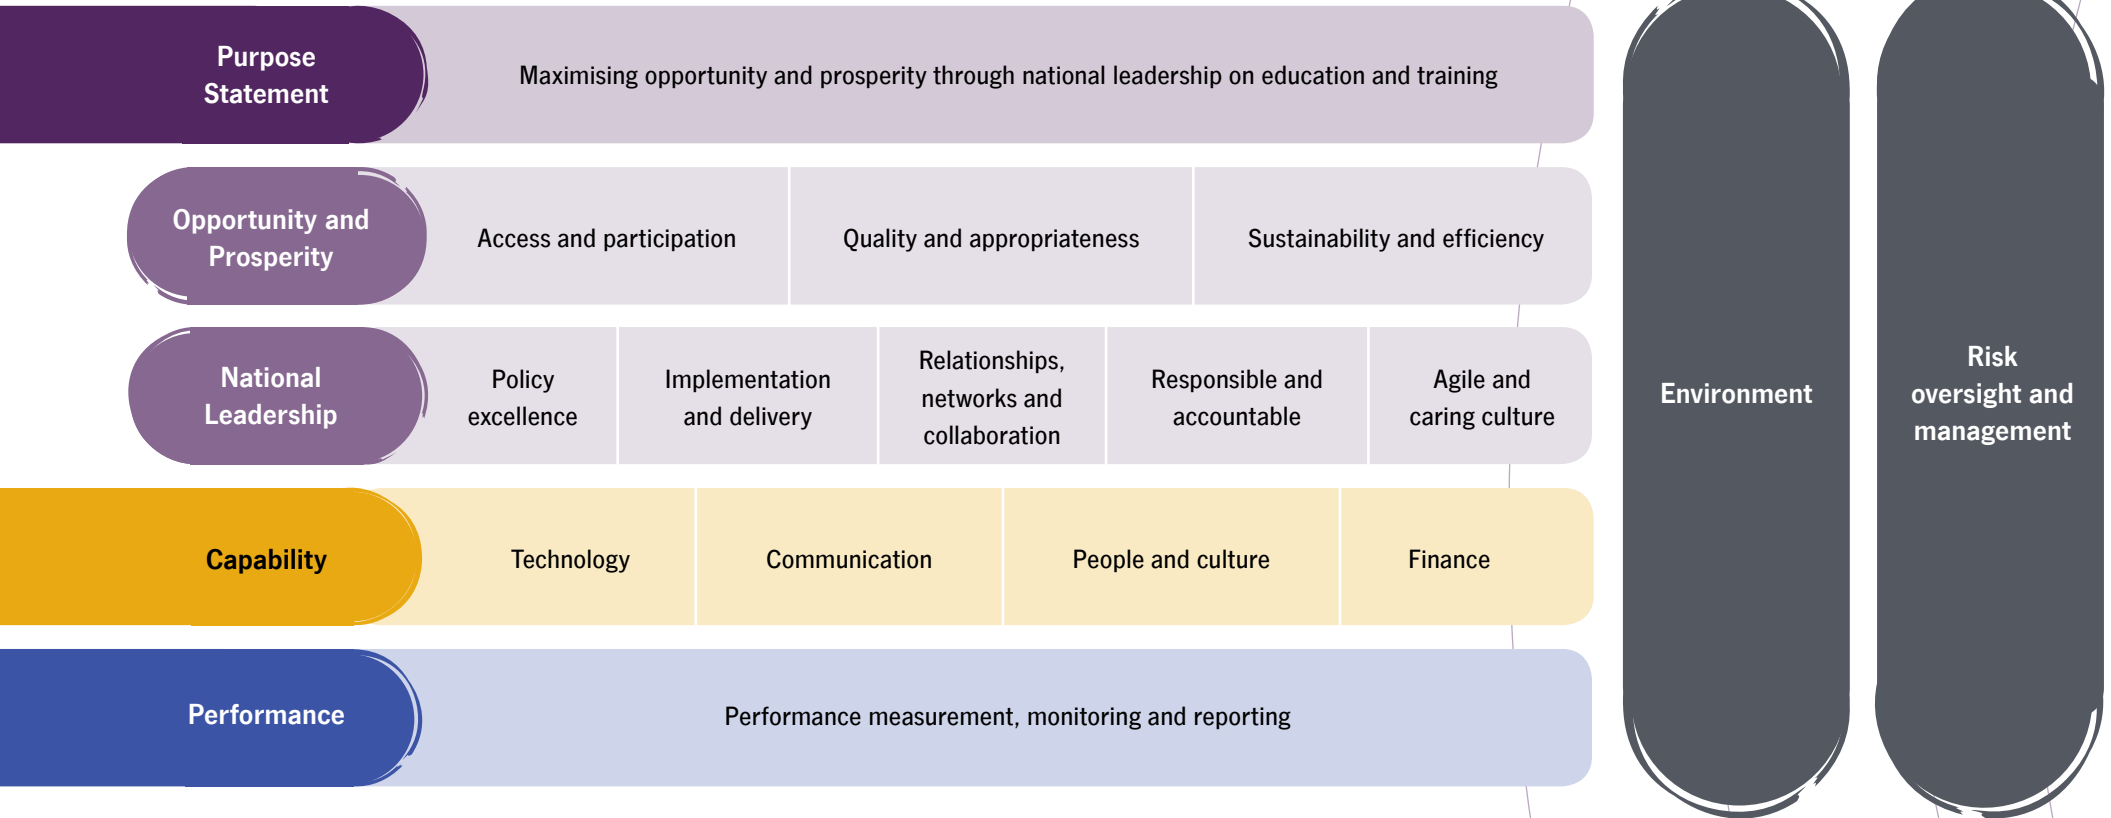 Purpose
Statement
Maximising opportunity and prosperity through national leadership on education and training
Opportunity and
Prosperity
Access and participation
Quality and appropriateness
Sustainability and efficiency
National
Leadership
Policy
excellence
Implementation
and delivery
Relationships,
networks and
collaboration
Responsible and
accountable
Agile and
caring culture
Capability
Technology
Communication
People and culture
Finance
Performance
Performance measurement, monitoring and reporting
Environment
Risk
oversight and
management